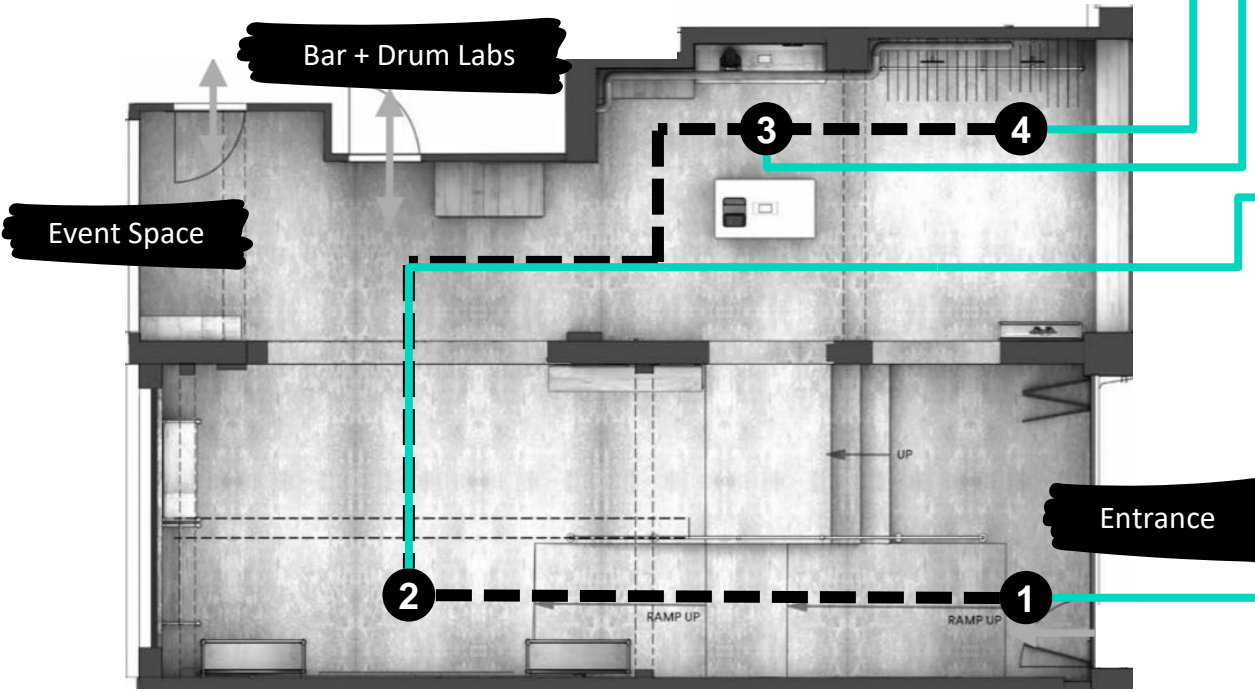 Bar + Drum Labs
3
4
Event Space
UP
Entrance
2
1
RAMP UP
RAMP UP